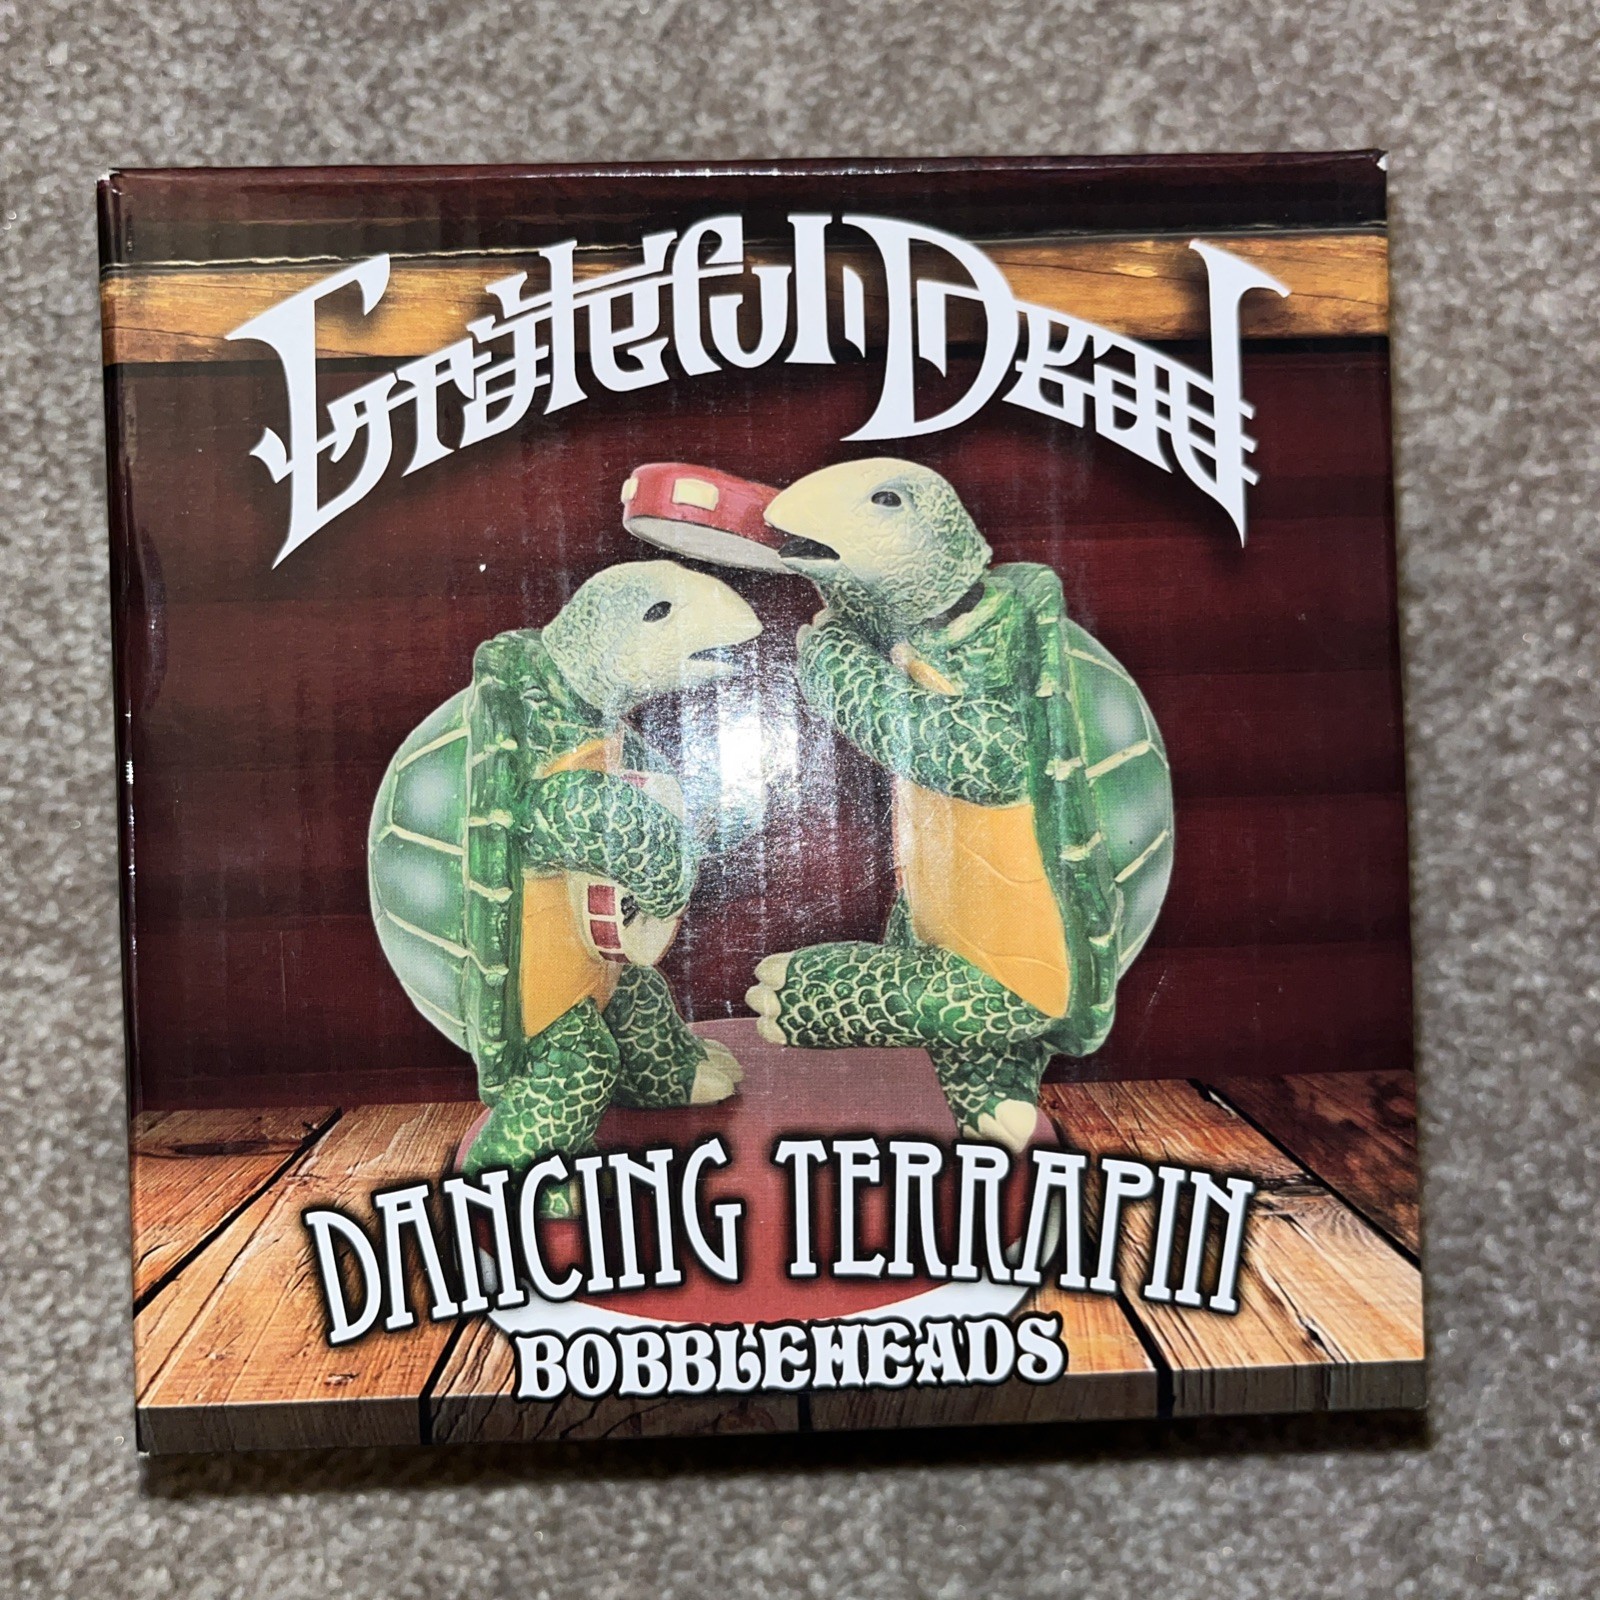 Grateful Dead
DANCING TERRAPIN
BOBBLEHEADS